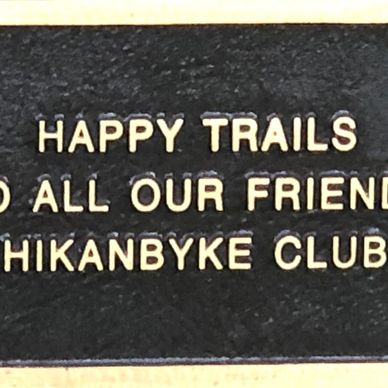 HAPPY TRAILS
O ALL OUR FRIEND
HIKANBYKE CLUB